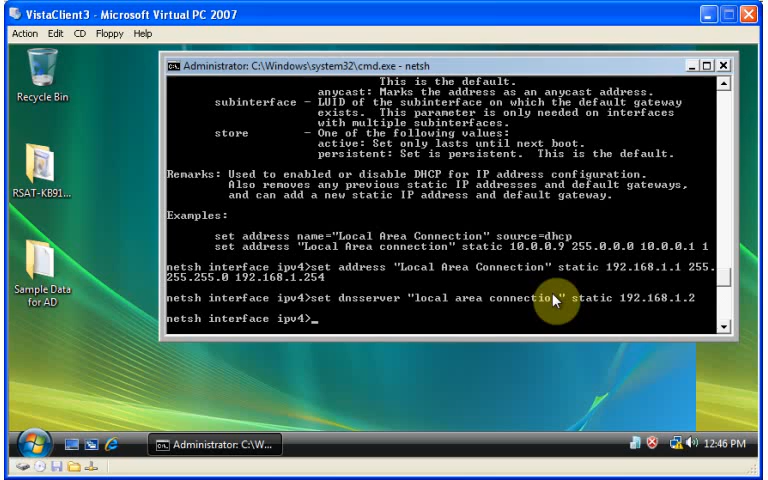 VistaClient3 - Microsoft Virtual PC 2007
Action Edit CD Floppy Help
Recycle Bin
RSAT-KB91...
Sample Data
for AD
Administrator: C:\Windows\system32\cmd.exe - netsh
This is the default.
anycast: Marks the address as an anycast address.
subinterface - LUID of the subinterface on which the default gateway
exists. This parameter is only needed on interfaces
with multiple subinterfaces.
store - One of the following values:
active: Set only lasts until next boot.
persistent: Set is persistent. This is the default.
Remarks: Used to enabled or disable DHCP for IP address configuration.
Also removes any previous static IP addresses and default gateways,
and can add a new static IP address and default gateway.
Examples:
set address name="Local Area Connection" source=dhcp
set address "Local Area connection" static 10.0.0.9 255.0.0.0 10.0.0.1 1
netsh interface ipv4>set address "Local Area Connection" static 192.168.1.1 255.
255.255.0 192.168.1.254
netsh interface ipv4>set dnsserver "local area connection" static 192.168.1.2
netsh interface ipv4>_
Administrator: C:\W...
12:46 PM